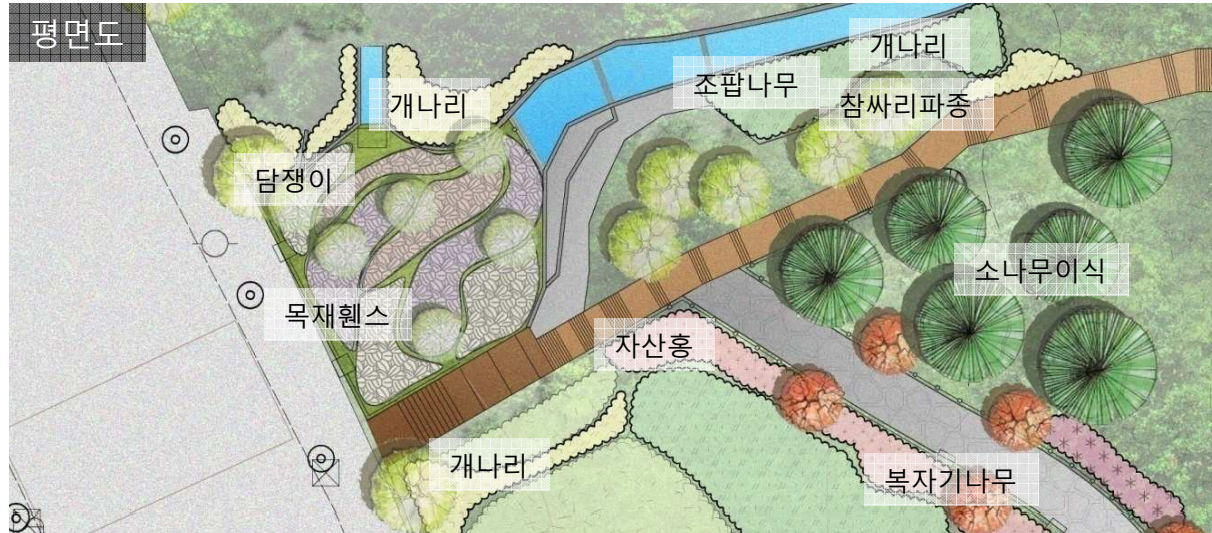 평면도
개나리
조팝나무
개나리
참싸리파종
담쟁이
소나무이식
목재휀스
자산홍
개나리
복자기나무